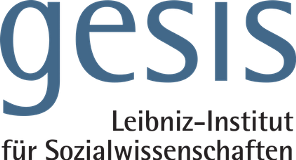 gesis
Leibniz-Institut
für Sozialwissenschaften